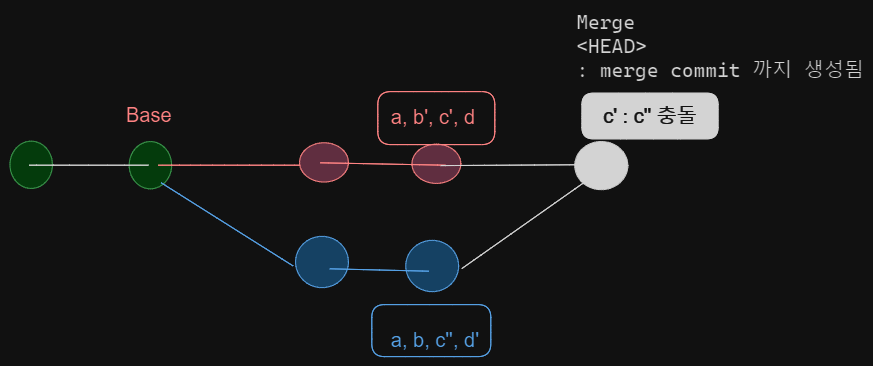 Merge
<HEAD>
: merge commit 까지 생성됨
c' : c" 충돌
Base
a, b', c', d
a, b, c", d'